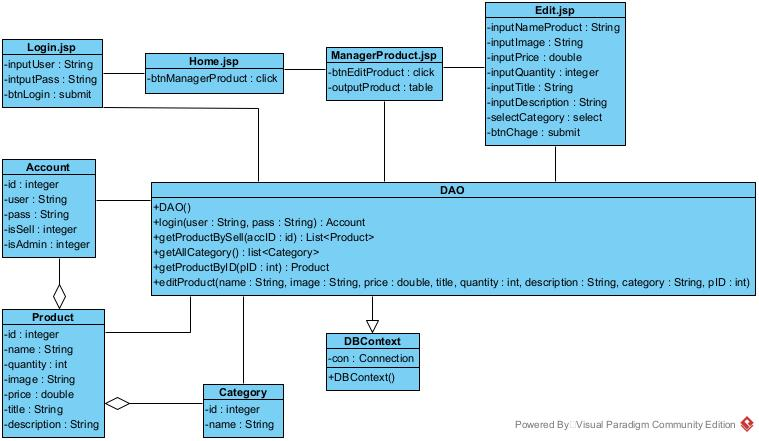 Login.jsp
-inputUser : String
-intputPass : String
-btnLogin : submit
Home.jsp
-btnManagerProduct : click
ManagerProduct.jsp
-btnEditProduct : click
-outputProduct : table
Edit.jsp
-inputNameProduct : String
-inputImage : String
-inputPrice : double
-inputQuantity : integer
-inputTitle : String
-inputDescription : String
-selectCategory : select
-btnChage : submit
Account
-id : integer
-user : String
-pass : String
-isSell : integer
-isAdmin : integer
DAO
+DAO()
+login(user : String, pass : String) : Account
+getProductBySell(accID : id) : List<Product>
+getAllCategory() : list<Category>
+getProductByID(pID : int) : Product
+editProduct(name : String, image : String, price : double, title, quantity : int, description : String, category : String, pID : int)
Product
-id : integer
-name : String
-quantity : int
-image : String
-price : double
-title : String
-description : String
Category
-id : integer
-name : String
DBContext
-con : Connection
+DBContext()
Powered By Visual Paradigm Community Edition